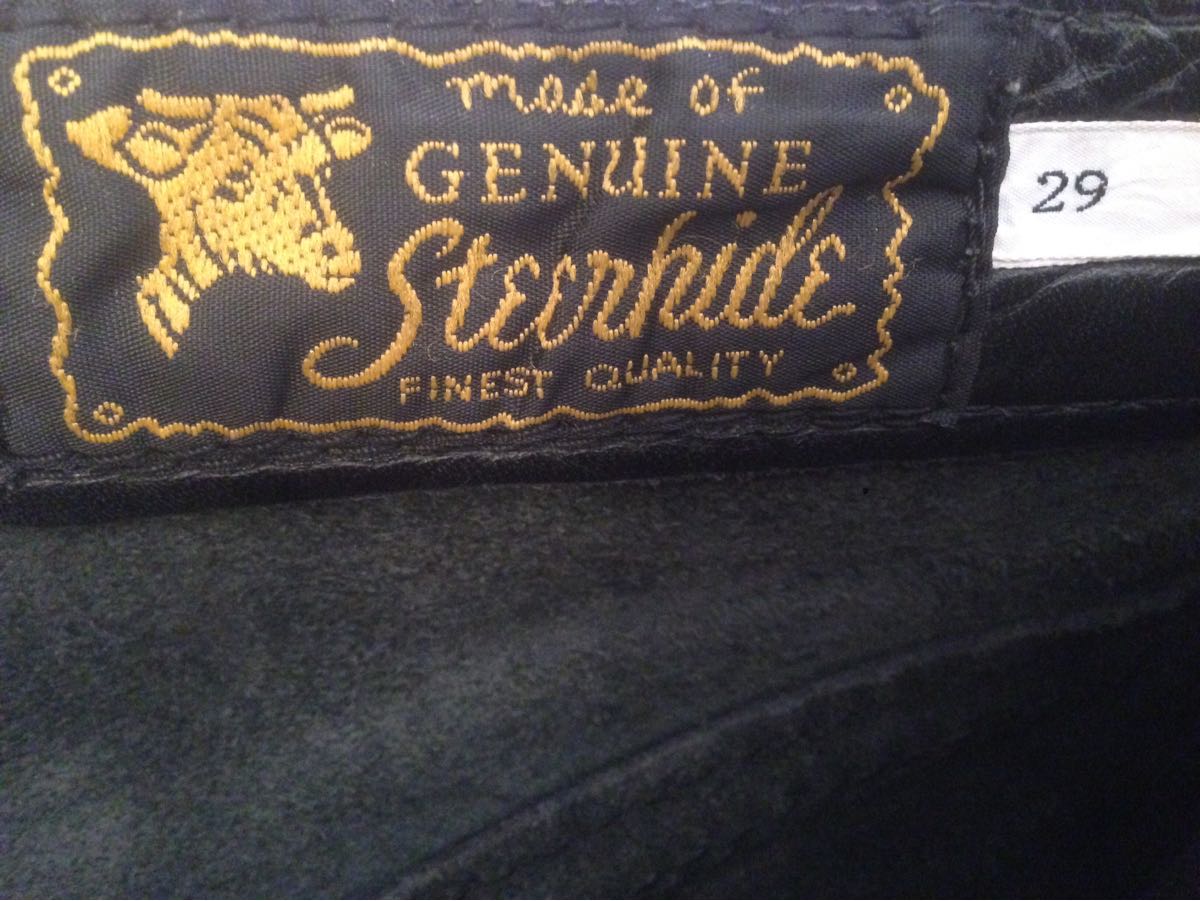 made of
GENUINE
Steerhide
FINEST QUALITY
29